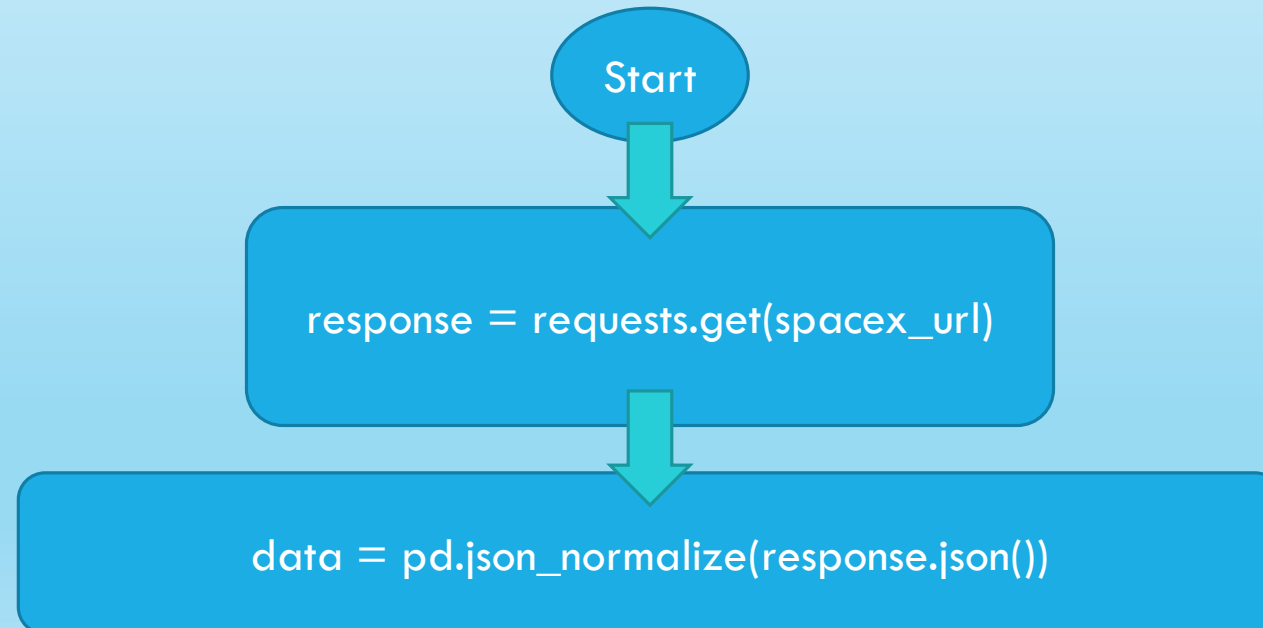 Start
response = requests.get(spacex_url)
data = pd.json_normalize(response.json())